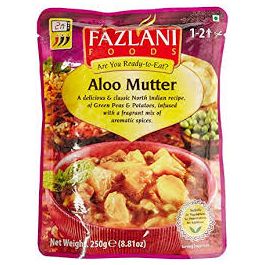 FAZLANI
FOODS
1-2
Are You Ready-to-Eat?
Aloo Mutter
A delicious & classic North Indian recipe,
of Green Peas & Potatoes, infused
with a fragrant mix of
aromatic spices.
Net Weight. 250g ℮ (8.81oz)